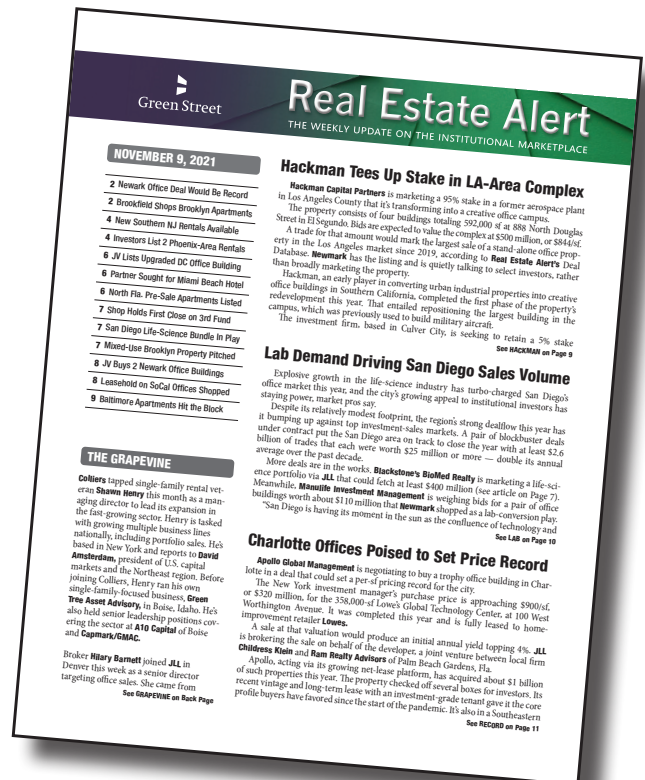 Green Street
Real Estate Alert
THE WEEKLY UPDATE ON THE INSTITUTIONAL MARKETPLACE
NOVEMBER 9, 2021
2 Newark Office Deal Would Be Record
2 Brookfield Shops Brooklyn Apartments
4 New Southern NJ Rentals Available
4 Investors List 2 Phoenix-Area Rentals
6 JV Lists Upgraded DC Office Building
6 Partner Sought for Miami Beach Hotel
6 North Fla. Pre-Sale Apartments Listed
7 Shop Holds First Close on 3rd Fund
7 San Diego Life-Science Bundle In Play
7 Mixed-Use Brooklyn Property Pitched
8 JV Buys 2 Newark Office Buildings
8 Leasehold on SoCal Offices Shopped
9 Baltimore Apartments Hit the Block
THE GRAPEVINE
Colliers tapped single-family rental vet-
eran Shawn Henry this month as a man-
aging director to lead its expansion in
the fast-growing sector. Henry is tasked
with growing multiple business lines
nationally, including portfolio sales. He's
based in New York and reports to David
Amsterdam, president of U.S. capital
markets and the Northeast region. Before
joining Colliers, Henry ran his own
single-family-focused business, Green
Tree Asset Advisory, in Boise, Idaho. He's
also held senior leadership positions cov-
ering the sector at A10 Capital of Boise
and Capmark/GMAC.
Broker Hilary Barnett joined JLL in
Denver this week as a senior director
targeting office sales. She came from
See GRAPEVINE on Back Page
Hackman Tees Up Stake in LA-Area Complex
Hackman Capital Partners is marketing a 95% stake in a former aerospace plant
in Los Angeles County that it's transforming into a creative office campus.
The property consists of four buildings totaling 592,000 sf at 888 North Douglas
Street in El Segundo. Bids are expected to value the complex at $500 million, or $844/sf.
A trade for that amount would mark the largest sale of a stand-alone office prop-
erty in the Los Angeles market since 2019, according to Real Estate Alert's Deal
Database. Newmark has the listing and is quietly talking to select investors, rather
than broadly marketing the property.
Hackman, an early player in converting urban industrial properties into creative
office buildings in Southern California, completed the first phase of the property's
redevelopment this year. That entailed repositioning the largest building in the
campus, which was previously used to build military aircraft.
The investment firm, based in Culver City, is seeking to retain a 5% stake
See HACKMAN on Page 9
Lab Demand Driving San Diego Sales Volume
Explosive growth in the life-science industry has turbo-charged San Diego's
office market this year, and the city's growing appeal to institutional investors has
staying power, market pros say.
Despite its relatively modest footprint, the region's strong dealflow this year has
it bumping up against top investment-sales markets. A pair of blockbuster deals
under contract put the San Diego area on track to close the year with at least $2.6
billion of trades that each were worth $25 million or more — double its annual
average over the past decade.
More deals are in the works. Blackstone's BioMed Realty is marketing a life-sci-
ence portfolio via JLL that could fetch at least $400 million (see article on Page 7).
Meanwhile, Manulife Investment Management is weighing bids for a pair of office
buildings worth about $110 million that Newmark shopped as a lab-conversion play.
"San Diego is having its moment in the sun as the confluence of technology and
See LAB on Page 10
Charlotte Offices Poised to Set Price Record
Apollo Global Management is negotiating to buy a trophy office building in Char-
lotte in a deal that could set a per-sf pricing record for the city.
The New York investment manager's purchase price is approaching $900/sf,
or $320 million, for the 358,000-sf Lowe's Global Technology Center, at 100 West
Worthington Avenue. It was completed this year and is fully leased to home-
improvement retailer Lowes.
A sale at that valuation would produce an initial annual yield topping 4%. JLL
is brokering the sale on behalf of the developer, a joint venture between local firm
Childress Klein and Ram Realty Advisors of Palm Beach Gardens, Fla.
Apollo, acting via its growing net-lease platform, has acquired about $1 billion
of such properties this year. The property checked off several boxes for investors. Its
recent vintage and long-term lease with an investment-grade tenant gave it the core
profile buyers have favored since the start of the pandemic. It's also in a Southeastern
See RECORD on Page 11